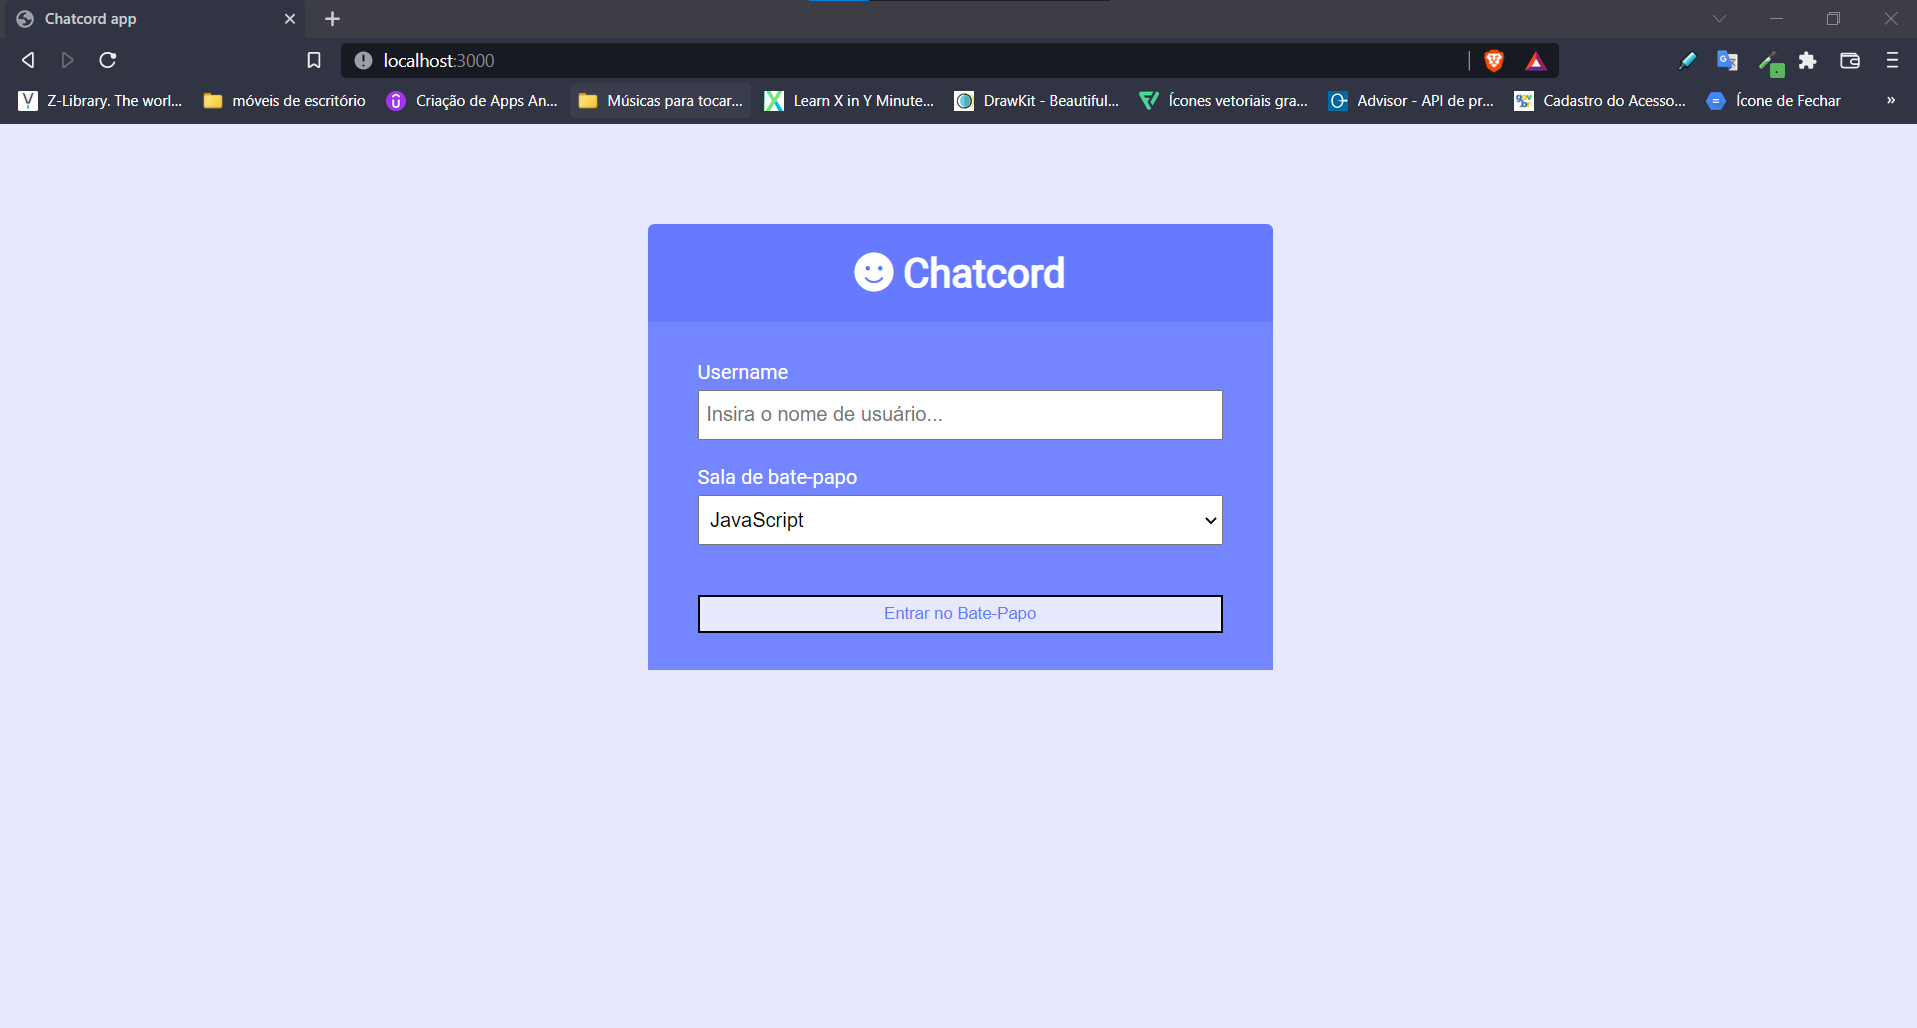 Chatcord app
localhost:3000
Z-Library. The worl... móveis de escritório Criação de Apps An... Músicas para tocar... Learn X in Y Minute... DrawKit - Beautiful... Ícones vetoriais gra... Advisor - API de pr... Cadastro do Acesso... Ícone de Fechar »
Chatcord
Username
Insira o nome de usuário...
Sala de bate-papo
JavaScript
Entrar no Bate-Papo